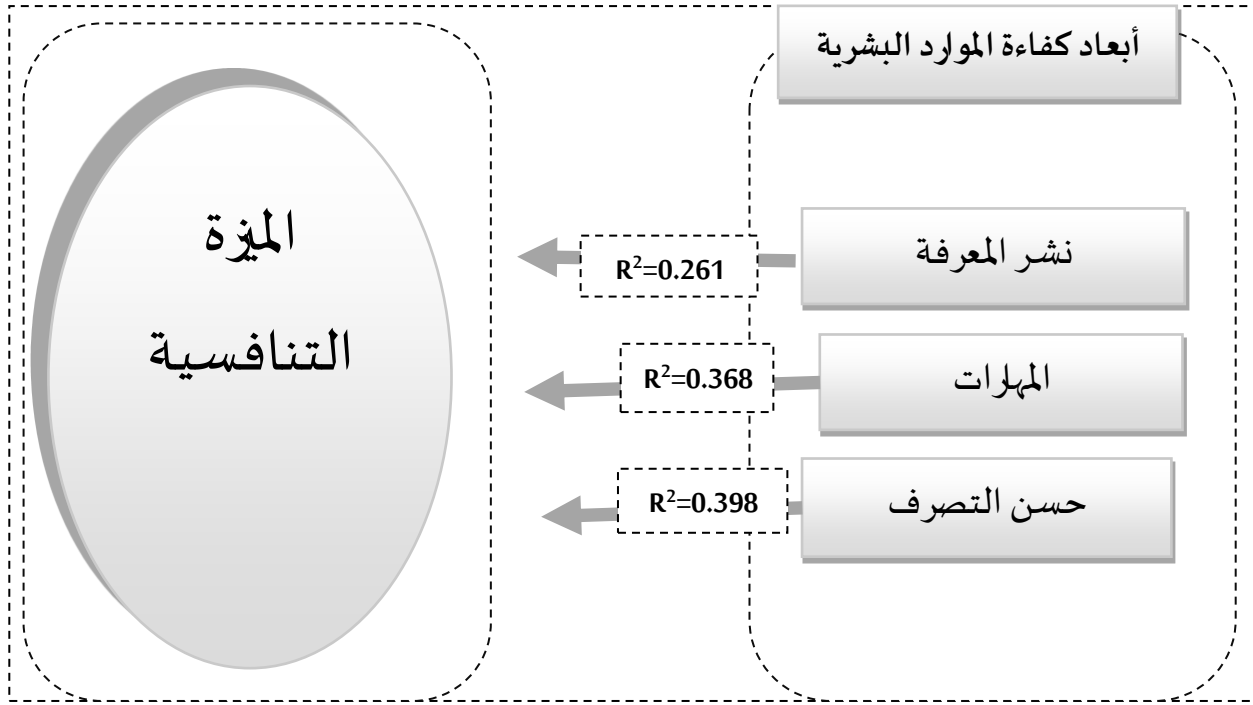 أبعاد كفاءة الموارد البشرية
نشر المعرفة
R²=0.261
المهارات
R²=0.368
حسن التصرف
R²=0.398
الميزة
التنافسية